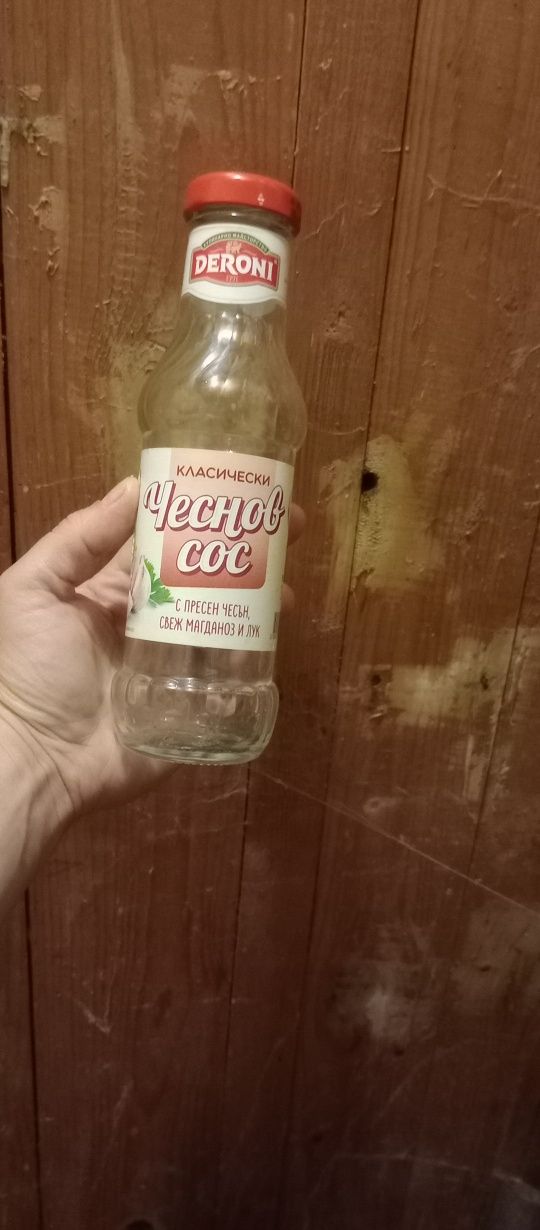 DERONI
КЛАСИЧЕСКИ
Чеснов
сос
С ПРЕСЕН ЧЕСЪН,
СВЕЖ МАГДАНОЗ И ЛУК